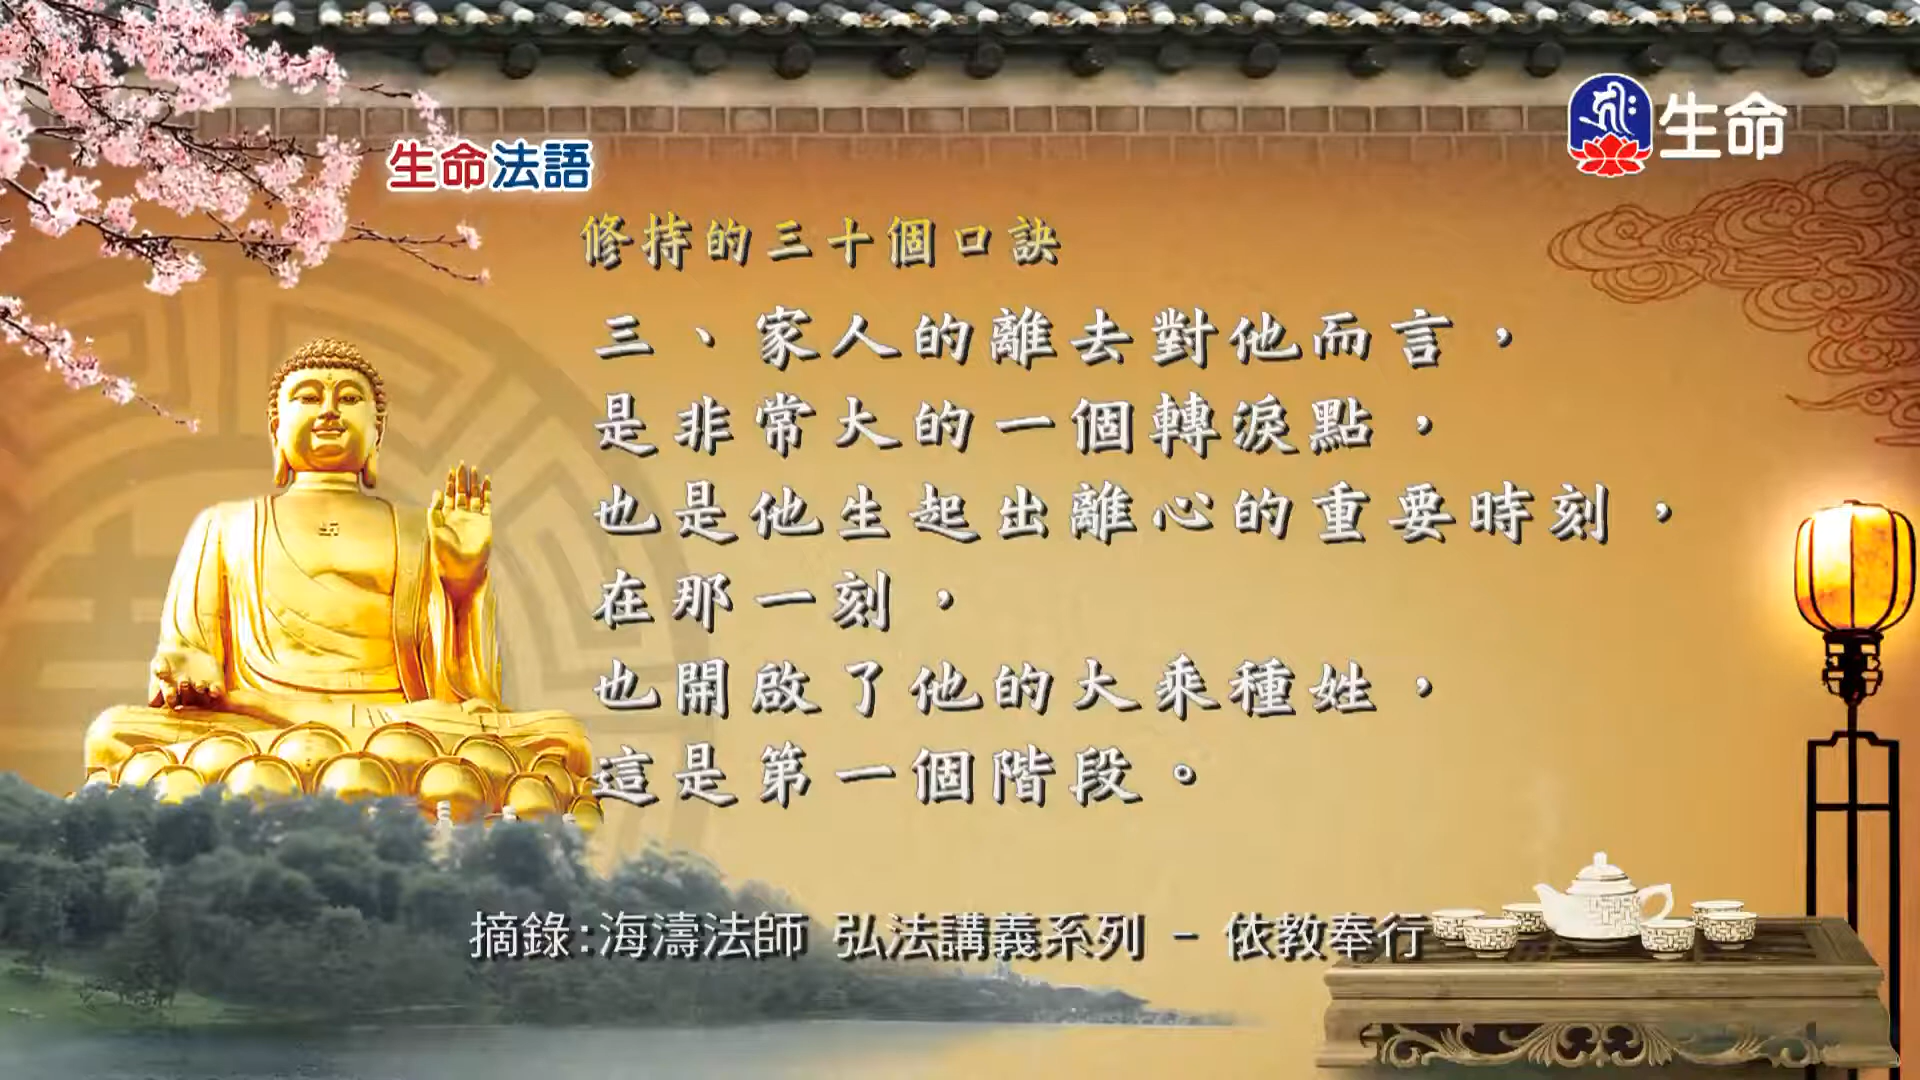 生命
生命法語
修持的三十個口訣
三、家人的離去對他而言，
是非常大的一個轉淚點，
也是他生起出離心的重要時刻，
在那一刻，
也開啟了他的大乘種姓，
這是第一個階段。
摘錄:海濤法師 弘法講義系列 - 依教奉行